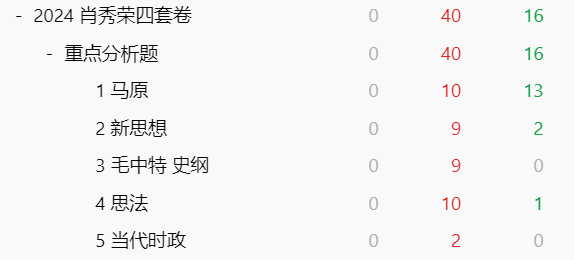 - 2024 肖秀荣四套卷 0 40 16
- 重点分析题 0 40 16
1 马原 0 10 13
2 新思想 0 9 2
3 毛中特 史纲 0 9 0
4 思法 0 10 1
5 当代时政 0 2 0